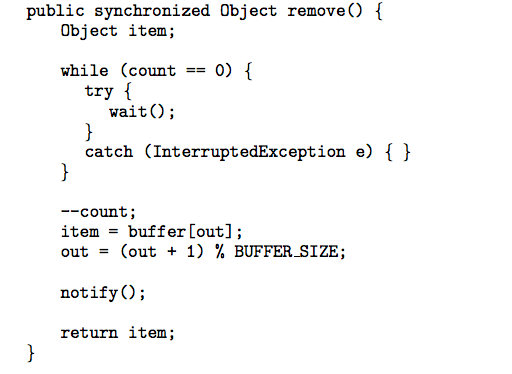 public synchronized Object remove() {
Object item;
while (count == 0) {
try {
wait();
}
catch (InterruptedException e) { }
}
--count;
item = buffer[out];
out = (out + 1) % BUFFER_SIZE;
notify();
return item;
}